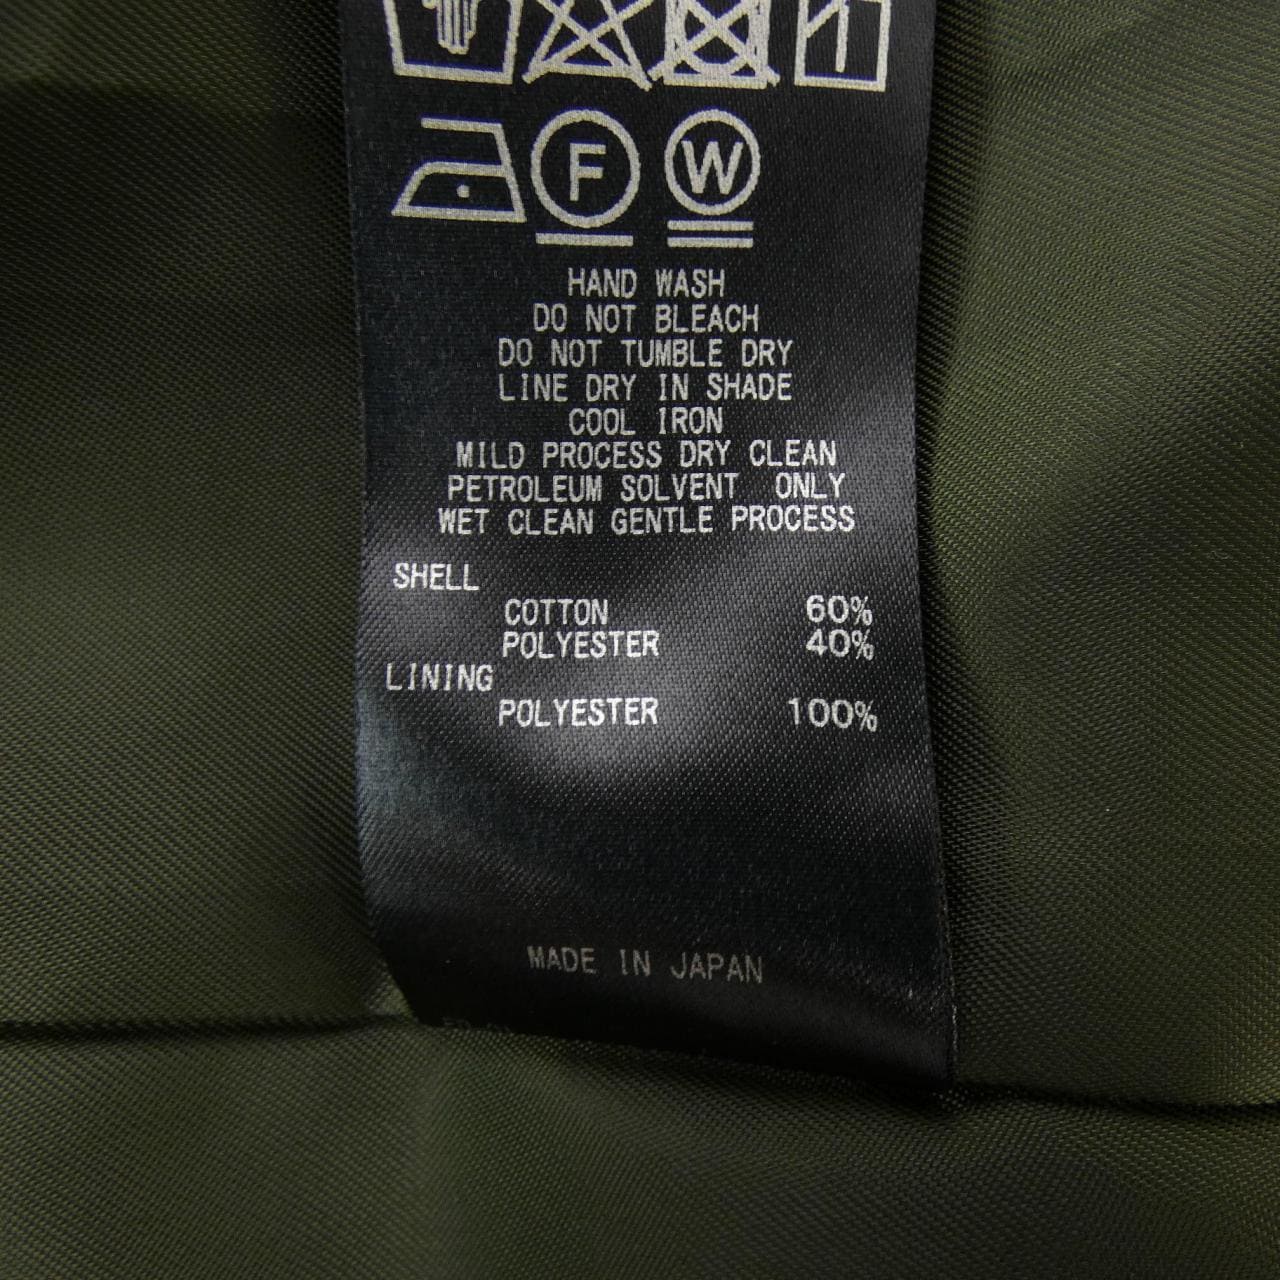 F W
HAND WASH
DO NOT BLEACH
DO NOT TUMBLE DRY
LINE DRY IN SHADE
COOL IRON
MILD PROCESS DRY CLEAN
PETROLEUM SOLVENT ONLY
WET CLEAN GENTLE PROCESS
SHELL
COTTON 60%
POLYESTER 40%
LINING
POLYESTER 100%
MADE IN JAPAN